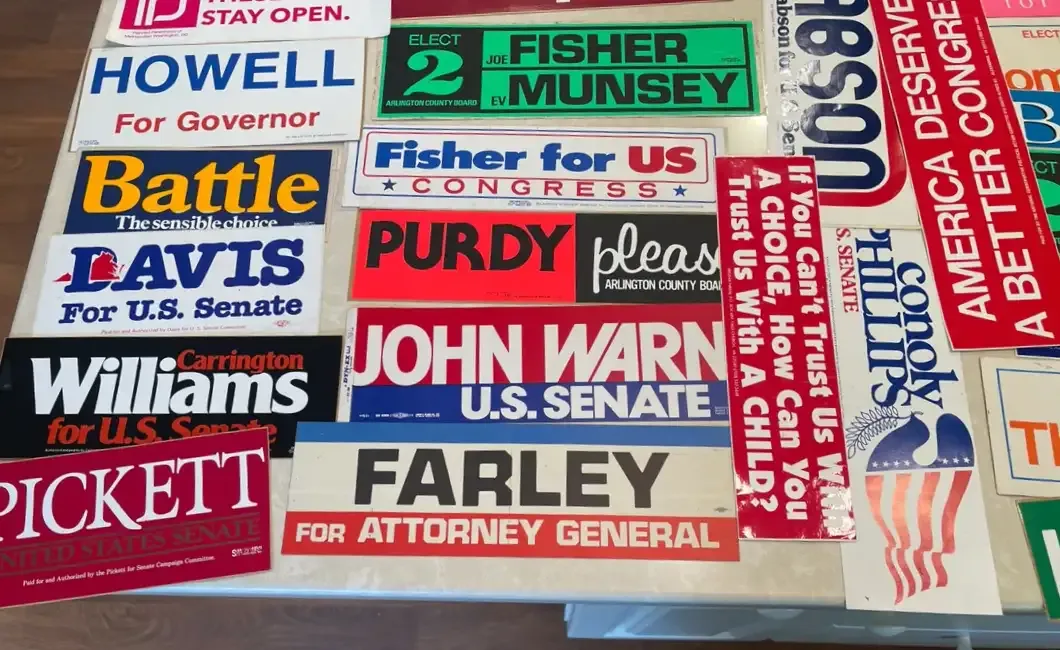 STAY OPEN.
HOWELL
For Governor
ELECT
2
ARLINGTON COUNTY BOARD
JOE FISHER
EV MUNSEY
Battle
The sensible choice
Fisher for US
CONGRESS
DAVIS
For U.S. Senate
PURDY
pleas
ARLINGTON COUNTY BOA
Carrington
Williams
for U.S. Senate
JOHN WARN
U.S. SENATE
PICKETT
UNITED STATES SENATE
Paid for and Authorized by the Pickett for Senate Campaign Committee.
FARLEY
FOR ATTORNEY GENERAL
If You Can't Trust Us With
A CHOICE, How Can You
Trust Us With A CHILD?
conoly
PHILLIPS
S. SENATE
AMERICA DESERVE
A BETTER CONGRE
ELECT